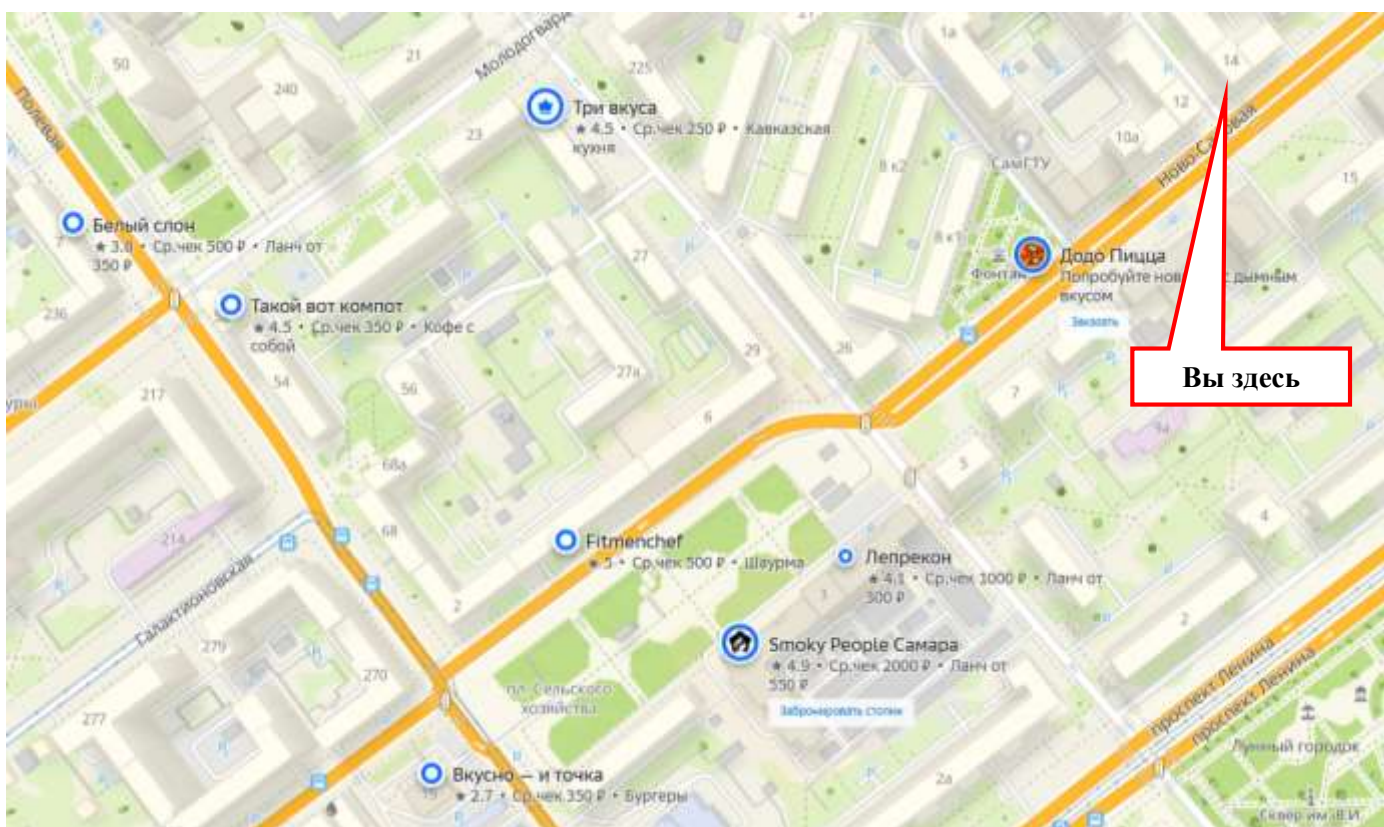 21
1а
14
50
Молодогвард
225
240
12
Полевая
Три вкуса
★ 4.5 • Ср.чек 250 ₽ • Кавказская
кухня
23
10а
Ново-Садовая
8 к2
СамГТУ
15
Белый слон
Ср.чек 500 ₽ • Ланч от
350 ₽
7
8 к1
27
Додо Пицца
Фонтан
Попробуйте нов с дымным
вкусом
Заказать
236
Такой вот компот
★ 4.5 • Ср.чек 350 ₽ • Кофе с
собой
29
26
Вы здесь
27а
54
56
217
7
уры
6
68а
3
68
4
214
Fitmenchef
★ 5 • Ср.чек 500 ₽ • Шаурма
Лепрекон
★ 4.1 • Ср.чек 1000 ₽ • Ланч от
300 ₽
Галактионовская
2
2
279
Smoky People Самара
★ 4.9 • Ср.чек 2000 ₽ • Ланч от
550 ₽
Забронировать столик
270
пл. Сельского
хозяйства
проспект Ленина
проспект Ленина
277
Лунный городок
Вкусно — и точка
★ 2.7 • Ср.чек 350 ₽ • Бургеры
2а
Сквер им. В.И